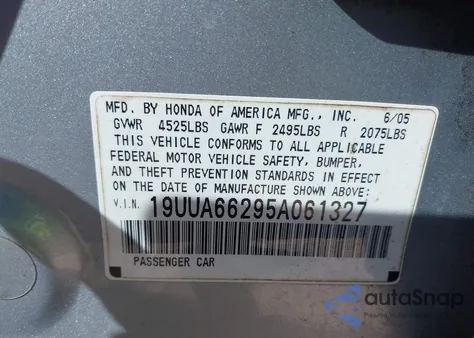 MFD. BY HONDA OF AMERICA MFG., INC. 6/05
GVWR 4525LBS GAWR F 2495LBS R 2075LBS
THIS VEHICLE CONFORMS TO ALL APPLICABLE
FEDERAL MOTOR VEHICLE SAFETY, BUMPER,
AND THEFT PREVENTION STANDARDS IN EFFECT
ON THE DATE OF MANUFACTURE SHOWN ABOVE:
V.I.N. 19UUA66295A061327
PASSENGER CAR
autoSnap